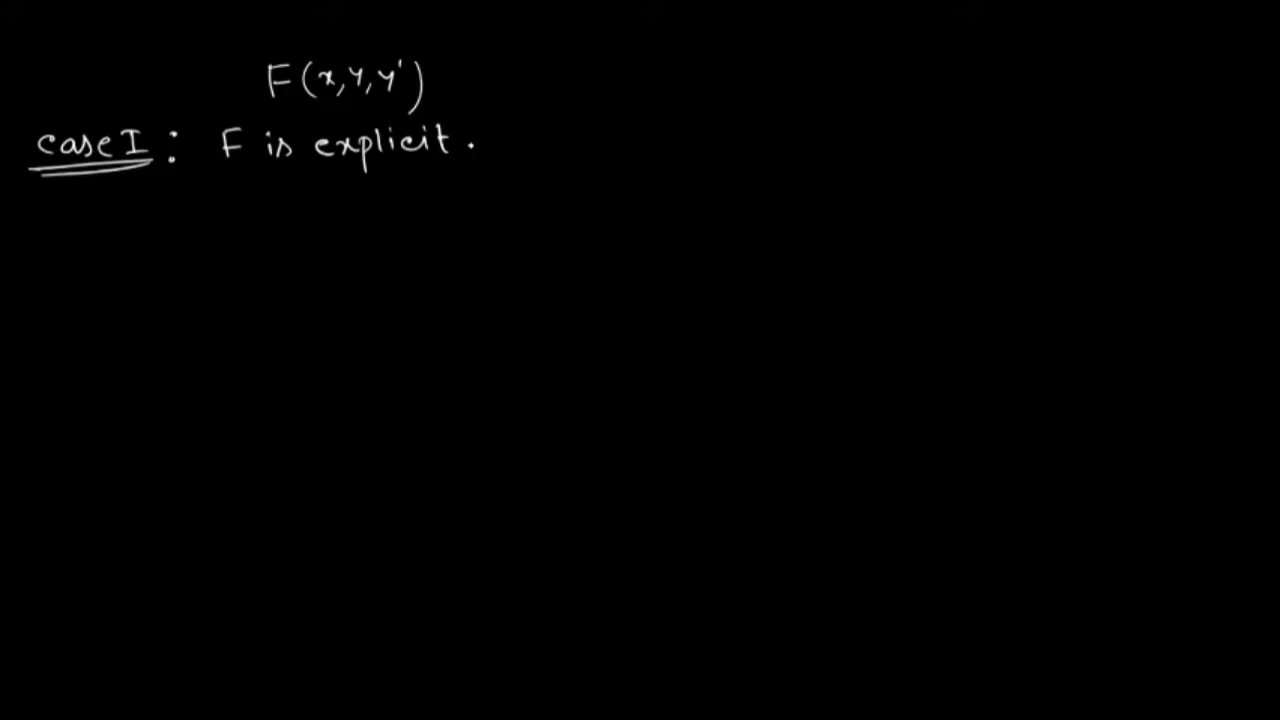 F(x,y,y')
case I : F is explicit.